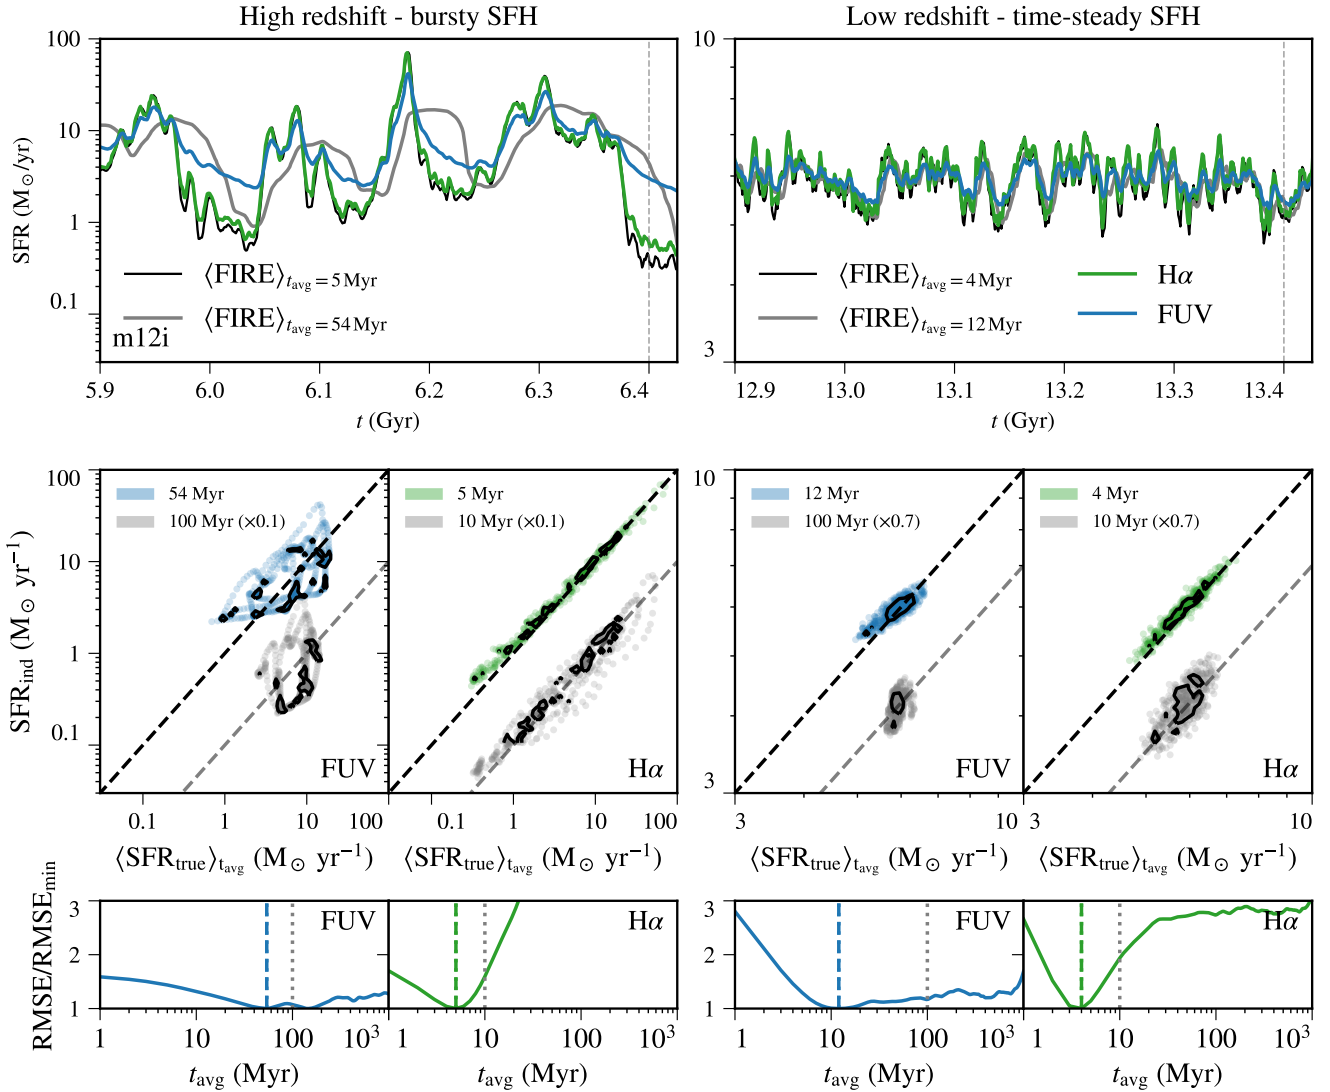 High redshift - bursty SFH
Low redshift - time-steady SFH
SFR (M⊙/yr)
100
10
1
0.1
⟨FIRE⟩tavg = 5 Myr
⟨FIRE⟩tavg = 54 Myr
m12i
5.9 6.0 6.1 6.2 6.3 6.4
t (Gyr)
10
3
⟨FIRE⟩tavg = 4 Myr
⟨FIRE⟩tavg = 12 Myr
Hα
FUV
12.9 13.0 13.1 13.2 13.3 13.4
t (Gyr)
SFRind (M⊙ yr−1)
100
10
1
0.1
54 Myr
100 Myr (×0.1)
FUV
5 Myr
10 Myr (×0.1)
Hα
0.1 1 10 100
0.1 1 10 100
⟨SFRtrue⟩tavg (M⊙ yr−1)
⟨SFRtrue⟩tavg (M⊙ yr−1)
10
3
12 Myr
100 Myr (×0.7)
FUV
4 Myr
10 Myr (×0.7)
Hα
3 10
3 10
⟨SFRtrue⟩tavg (M⊙ yr−1)
⟨SFRtrue⟩tavg (M⊙ yr−1)
RMSE/RMSEmin
3
2
1
FUV
Hα
1 10 100 10³
1 10 100 10³
tavg (Myr)
tavg (Myr)
3
2
1
FUV
Hα
1 10 100 10³
1 10 100 10³
tavg (Myr)
tavg (Myr)